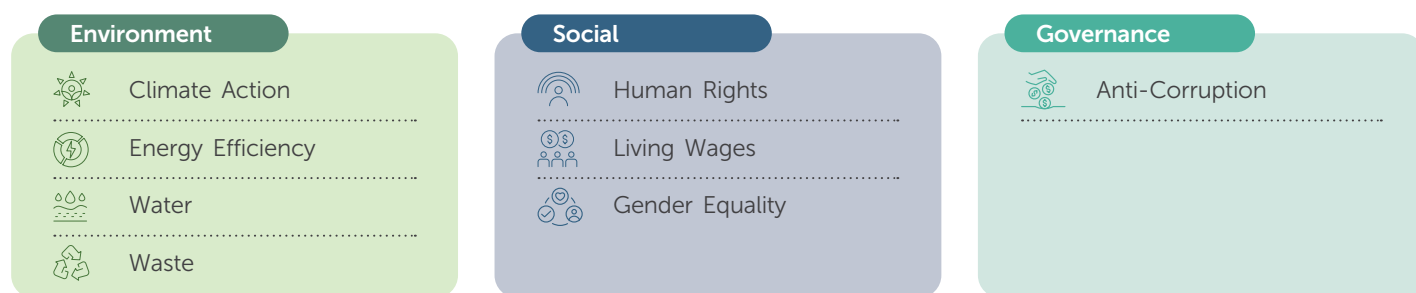 Environment
Climate Action
Energy Efficiency
Water
Waste
Social
Human Rights
Living Wages
Gender Equality
Governance
Anti-Corruption